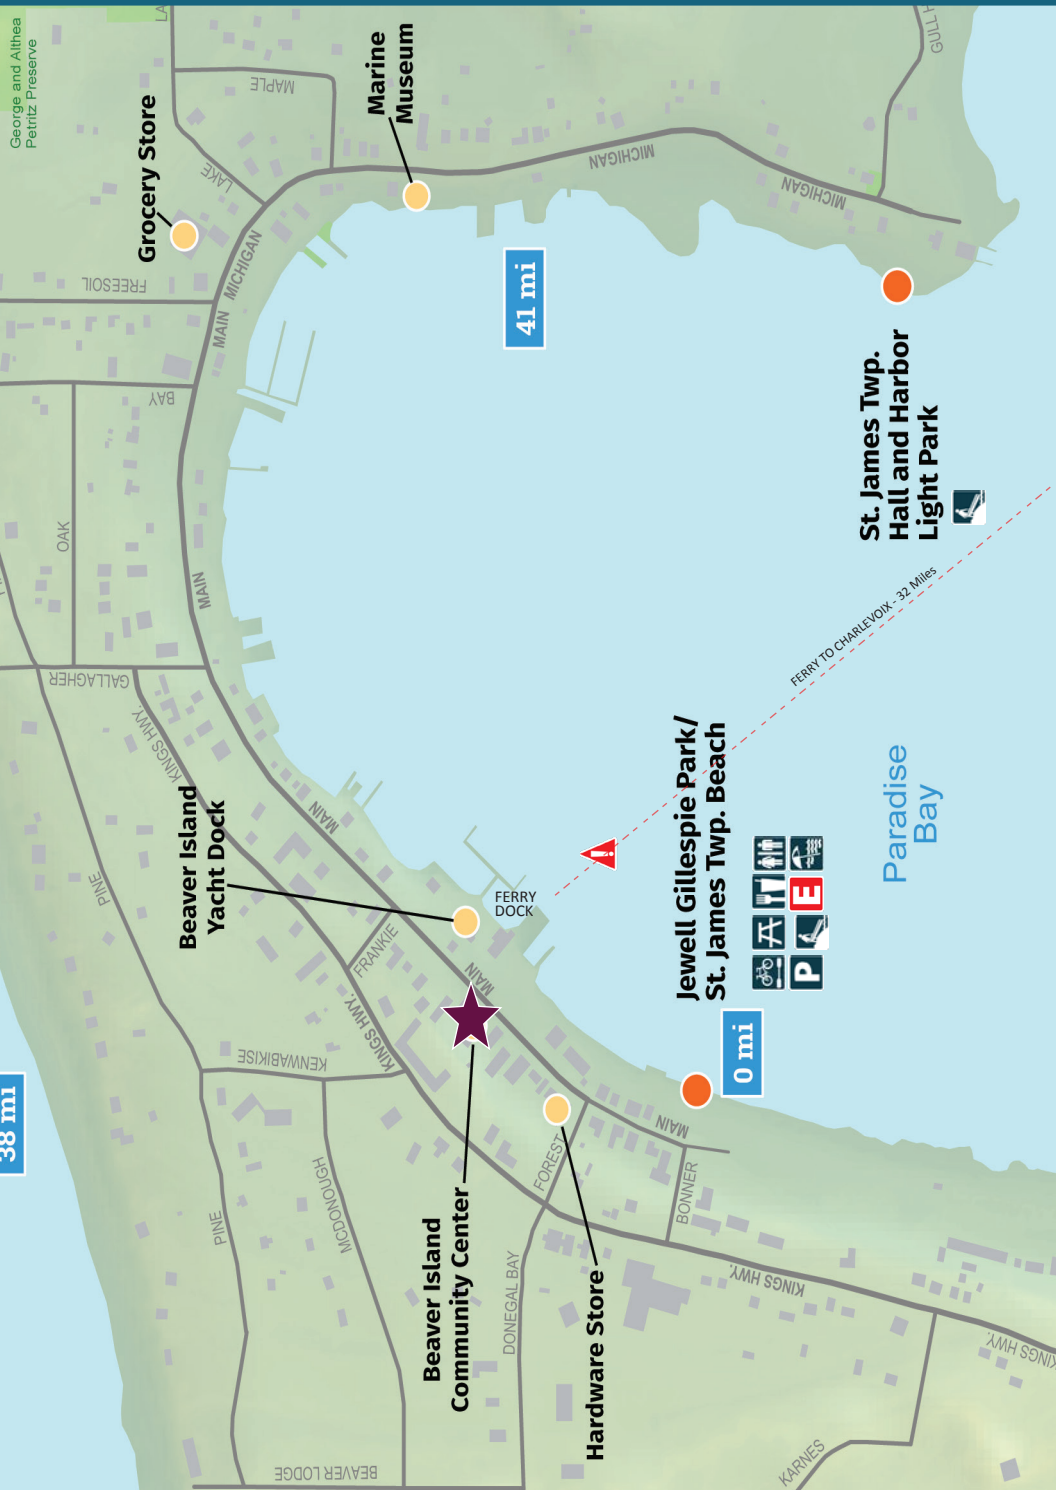 George and Althea
Petritz Preserve
LA
MAPLE
Marine
Museum
Grocery Store
LAKE
GULL H
MICHIGAN
MICHIGAN
FREESOIL
MICHIGAN
MAIN
41 mi
BAY
OAK
MAIN
St. James Twp.
Hall and Harbor
Light Park
GALLAGHER
KINGS HWY.
FERRY TO CHARLEVOIX - 32 Miles
MAIN
Beaver Island
Yacht Dock
PINE
FERRY
DOCK
Jewell Gillespie Park/
St. James Twp. Beach
Paradise
Bay
P
E
!
FRANKIE
MAIN
KINGS HWY.
KENWABIKISE
38 mi
0 mi
MAIN
FOREST
BONNER
PINE
MCDONOUGH
Beaver Island
Community Center
DONEGAL BAY
Hardware Store
KINGS HWY.
KINGS HWY.
BEAVER LODGE
KARNES